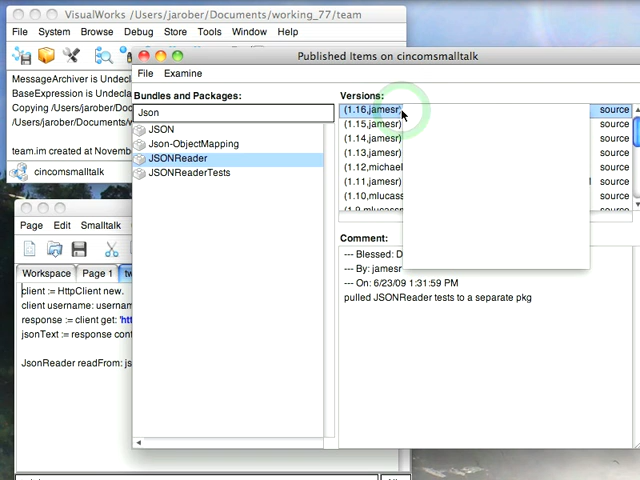 VisualWorks /Users/jarober/Documents/working_77/team
File System Browse Debug Store Tools Window Help
MessageArchiver is Undecla
BaseExpression is Undecla
Copying /Users/jarober/Do
/Users/jarober/Documents/w
team.im created at Novemb
cincomsmalltalk
Page Edit Smalltalk
Workspace Page 1 tw
client := HttpClient new.
client username: usernam
response := client get: 'htt
jsonText := response cont
JsonReader readFrom: js
Published Items on cincomsmalltalk
File Examine
Bundles and Packages:
Json
JSON
Json-ObjectMapping
JSONReader
JSONReaderTests
Versions:
(1.16,jamesr) source
(1.15,jamesr) source
(1.14,jamesr) source
(1.13,jamesr) source
(1.12,michael source
(1.11,jamesr) source
(1.10,mlucass source
(1.9,mlucass source
Comment:
--- Blessed: D
--- By: jamesr
--- On: 6/23/09 1:31:59 PM
pulled JSONReader tests to a separate pkg